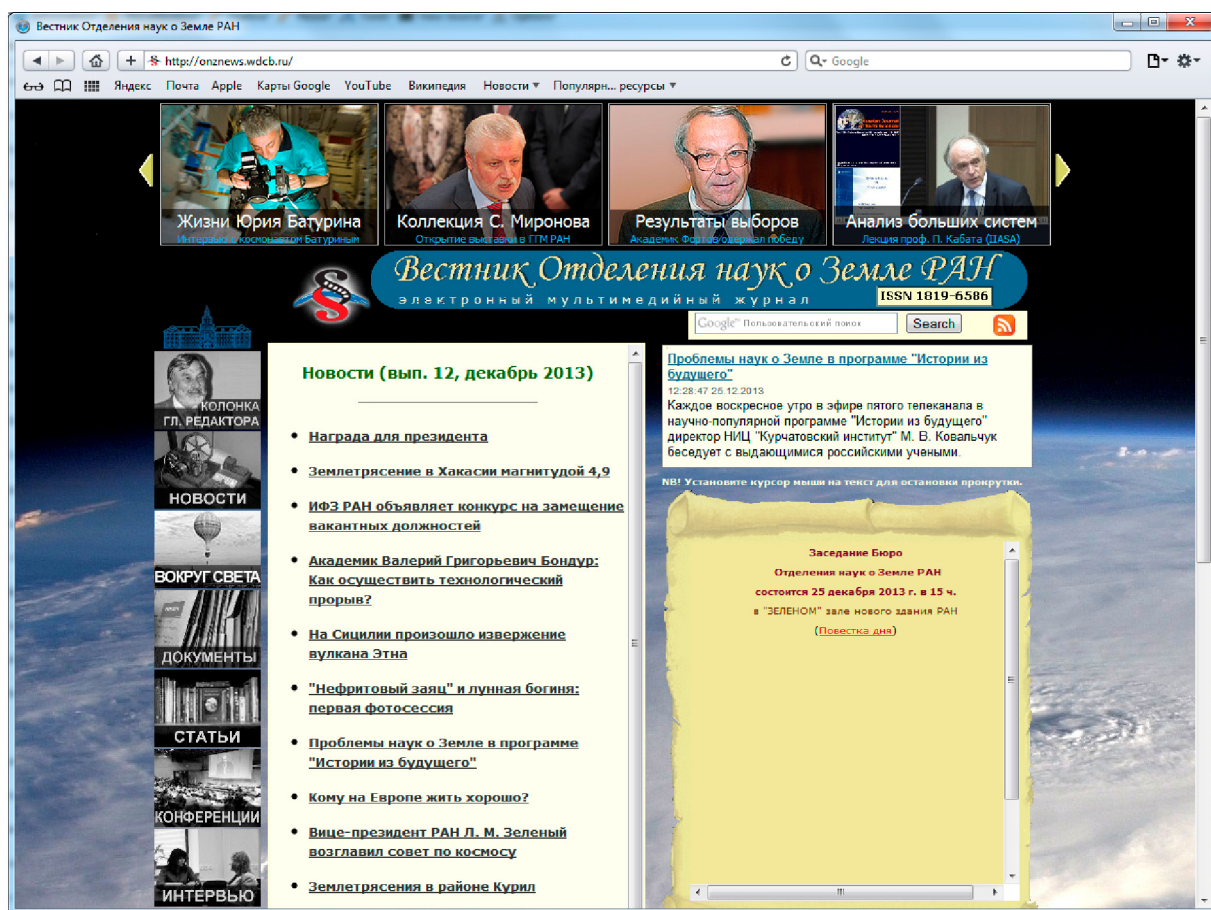 Вестник Отделения наук о Земле РАН
http://onznews.wdcb.ru/
Google
Яндекс Почта Apple Карты Google YouTube Википедия Новости Популярн... ресурсы
Жизни Юрия Батурина
Интервью с космонавтом Батуриным
Коллекция С. Миронова
Открытие выставки в ГГМ РАН
Результаты выборов
Академик Фортов одержал победу
Анализ больших систем
Лекция проф. П. Кабата (IIASA)
Вестник Отделения наук о Земле РАН
электронный мультимедийный журнал
ISSN 1819-6586
Google™ Пользовательский поиск
Search
КОЛОНКА
ГЛ. РЕДАКТОРА
НОВОСТИ
ВОКРУГ СВЕТА
ДОКУМЕНТЫ
СТАТЬИ
КОНФЕРЕНЦИИ
ИНТЕРВЬЮ
Новости (вып. 12, декабрь 2013)
Награда для президента
Землетрясение в Хакасии магнитудой 4,9
ИФЗ РАН объявляет конкурс на замещение
вакантных должностей
Академик Валерий Григорьевич Бондур:
Как осуществить технологический
прорыв?
На Сицилии произошло извержение
вулкана Этна
"Нефритовый заяц" и лунная богиня:
первая фотосессия
Проблемы наук о Земле в программе
"Истории из будущего"
Кому на Европе жить хорошо?
Вице-президент РАН Л. М. Зеленый
возглавил совет по космосу
Землетрясения в районе Курил
Проблемы наук о Земле в программе "Истории из
будущего"
12:28:47 25.12.2013
Каждое воскресное утро в эфире пятого телеканала в
научно-популярной программе "Истории из будущего"
директор НИЦ "Курчатовский институт" М. В. Ковальчук
беседует с выдающимися российскими учеными.
NB! Установите курсор мыши на текст для остановки прокрутки.
Заседание Бюро
Отделения наук о Земле РАН
состоится 25 декабря 2013 г. в 15 ч.
в "ЗЕЛЕНОМ" зале нового здания РАН
(Повестка дня)